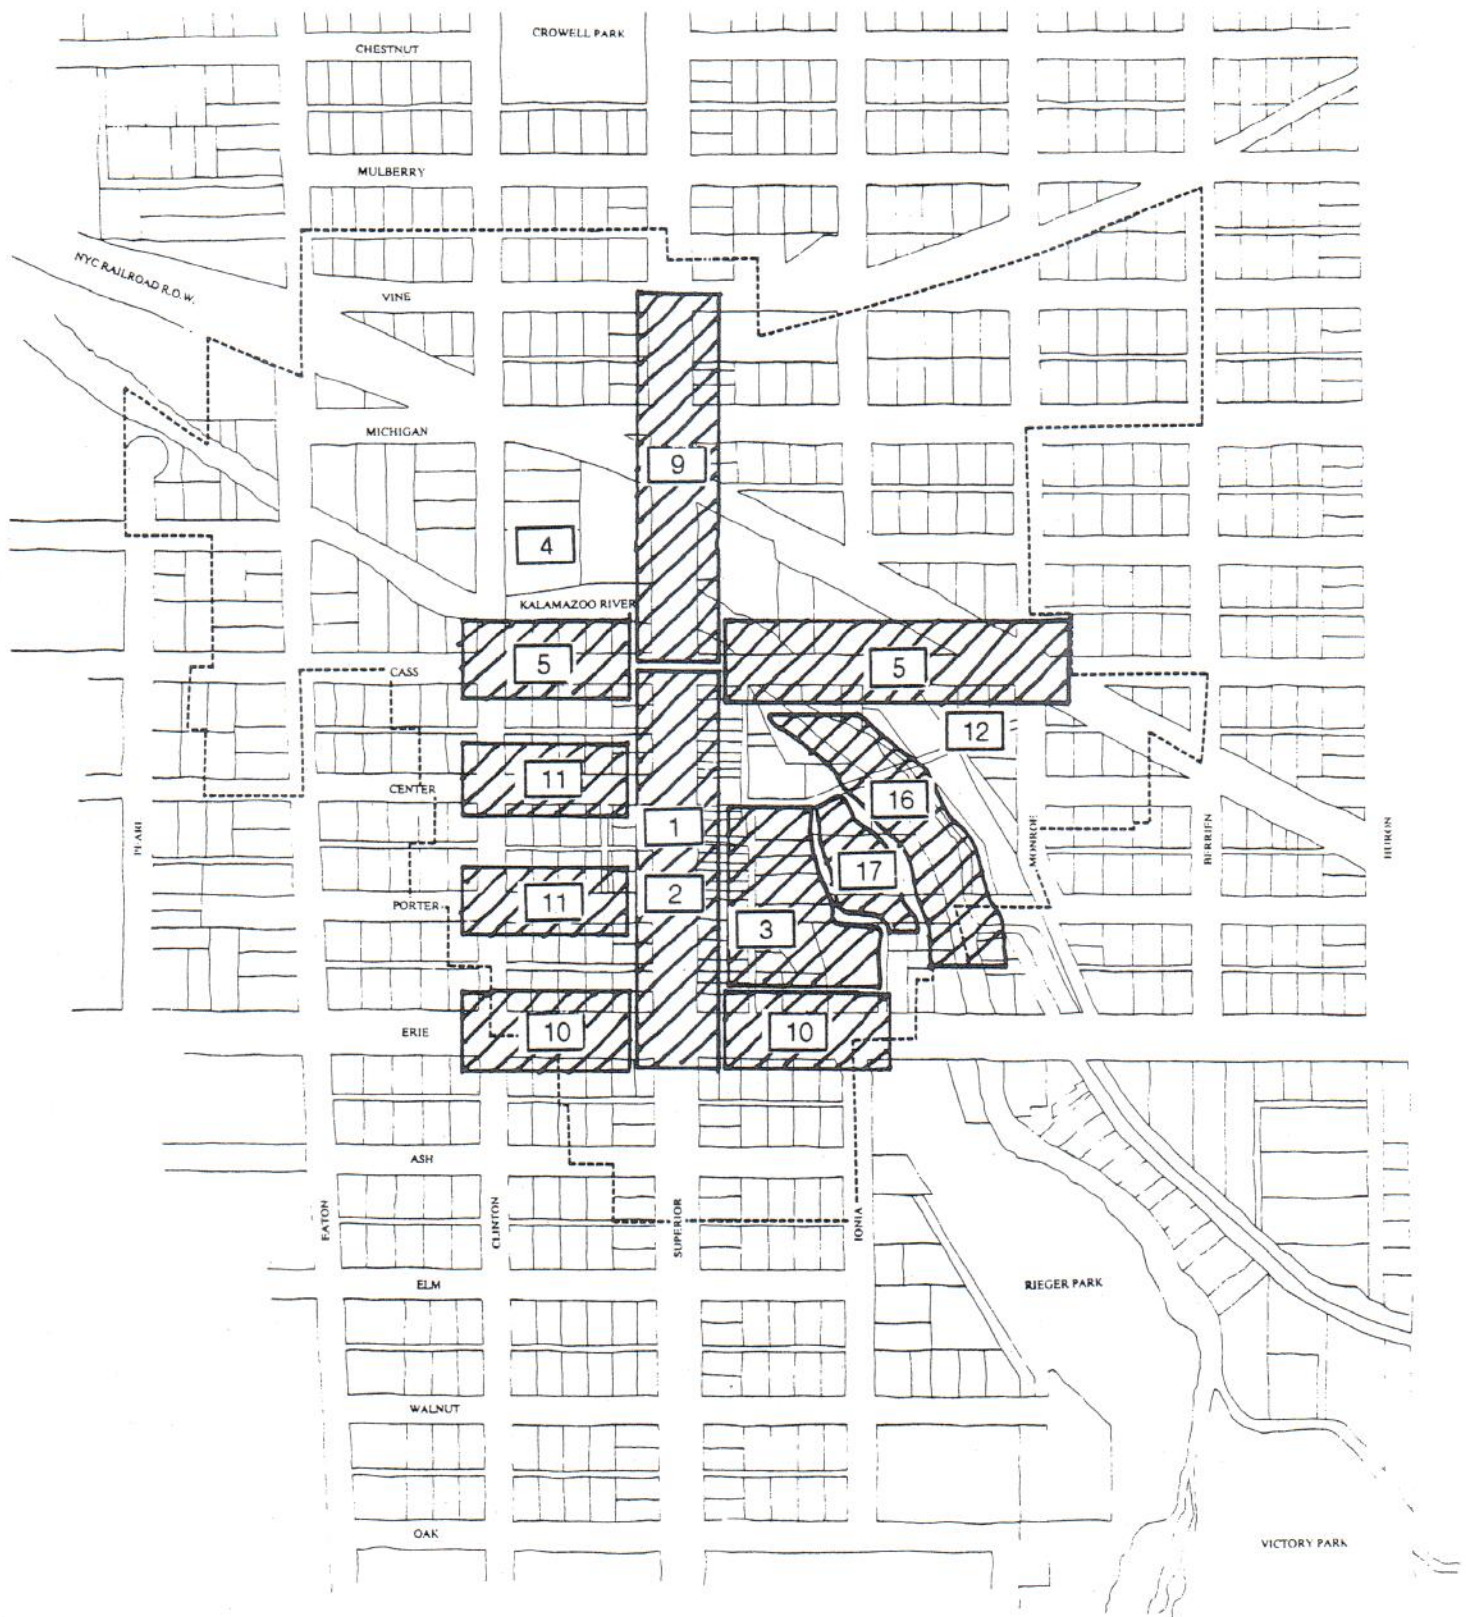 CROWELL PARK
CHESTNUT
MULBERRY
NYC RAILROAD R.O.W.
VINE
MICHIGAN
9
4
KALAMAZOO RIVER
5
5
CASS
12
11
CENTER
16
1
PEARL
MONROE
BERRIEN
HURON
17
2
11
PORTER
3
ERIE
10
10
ASH
EATON
CLINTON
SUPERIOR
IONIA
ELM
RIEGER PARK
WALNUT
OAK
VICTORY PARK